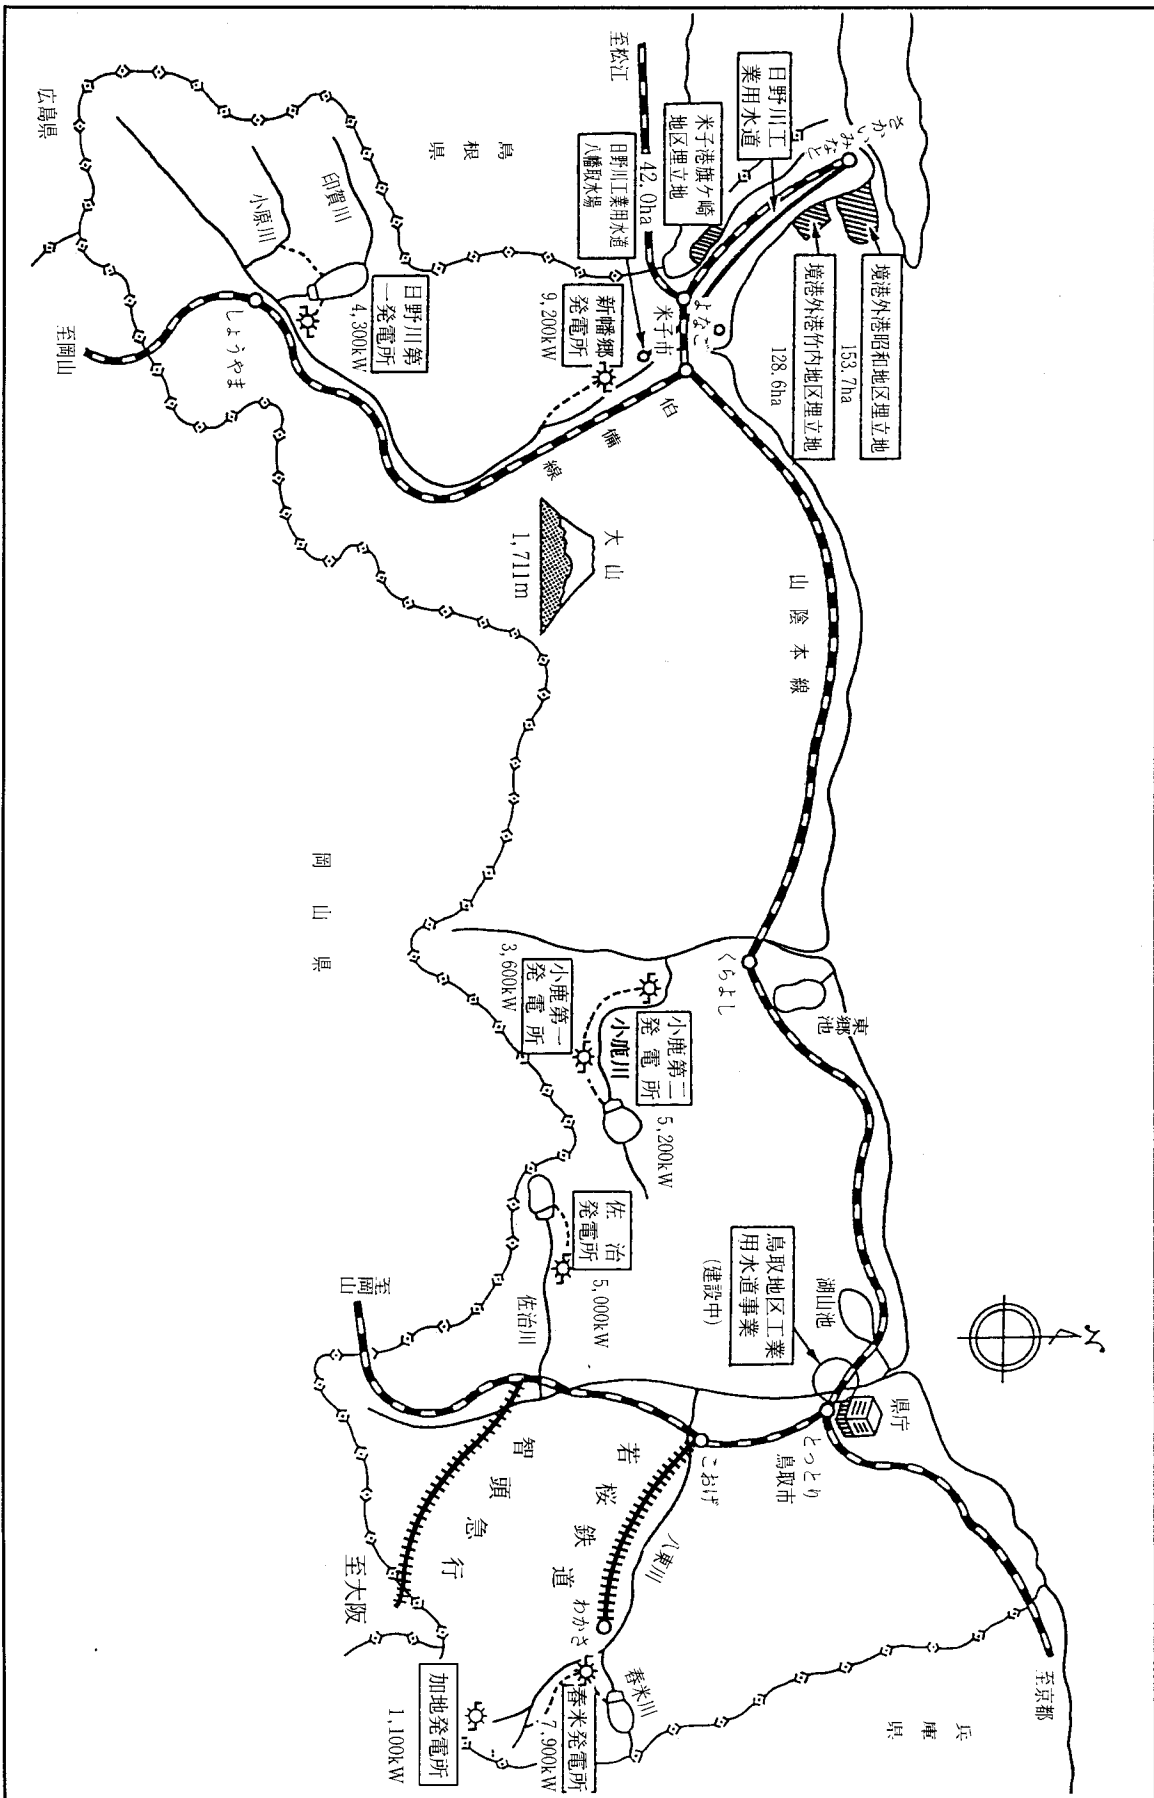 境港外港昭和地区埋立地
153.7ha
境港外港竹内地区埋立地
128.6ha
さかいみなと
日野川工
業用水道
米子港旗ケ崎
地区埋立地
42.0ha
日野川工業用水道
八幡取水場
至松江
よなご
米子市
新幡郷
発電所
9,200kW
伯備線
日野川第
一発電所
4,300kW
印賀川
小原川
島根県
広島県
しょうやま
至岡山
大山
1,711m
山陰本線
岡山県
くらよし
東郷池
小鹿第二
発電所
5,200kW
小鹿川
小鹿第一
発電所
3,600kW
佐治
発電所
5,000kW
佐治川
鳥取地区工業
用水道事業
(建設中)
湖山池
県庁
とっとり
鳥取市
こおげ
若桜鉄道
八東川
わかさ
智頭急行
至岡山
至大阪
春米川
春米発電所
7,900kW
加地発電所
1,100kW
至京都
兵庫県
N